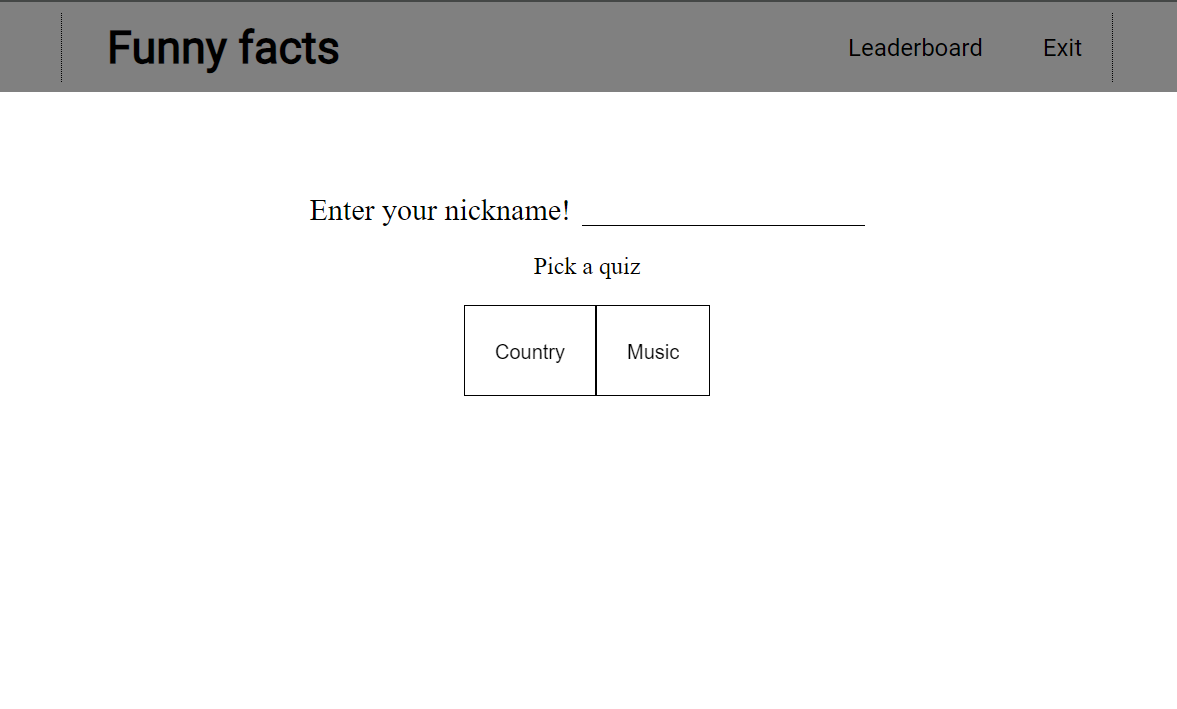 Funny facts Leaderboard Exit
Enter your nickname!
Pick a quiz
Country Music